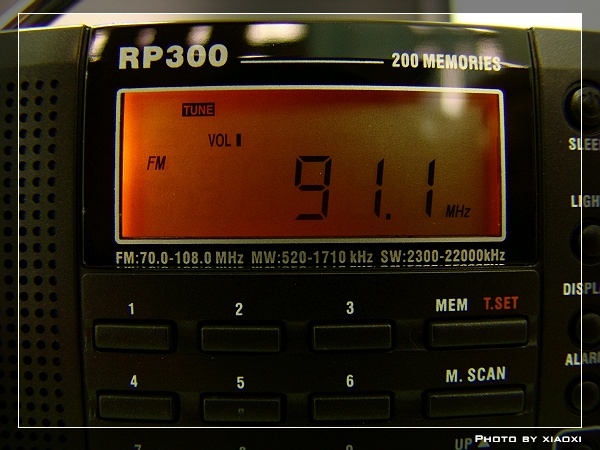 RP300 200 MEMORIES
TUNE
VOL
FM 91.1 MHz
FM:70.0-108.0 MHz MW:520-1710 kHz SW:2300-22000kHz
SLEE
LIGH
DISPL
ALAR
1 2 3 MEM T.SET
4 5 6 M. SCAN
UP
PHOTO BY XIAOXI